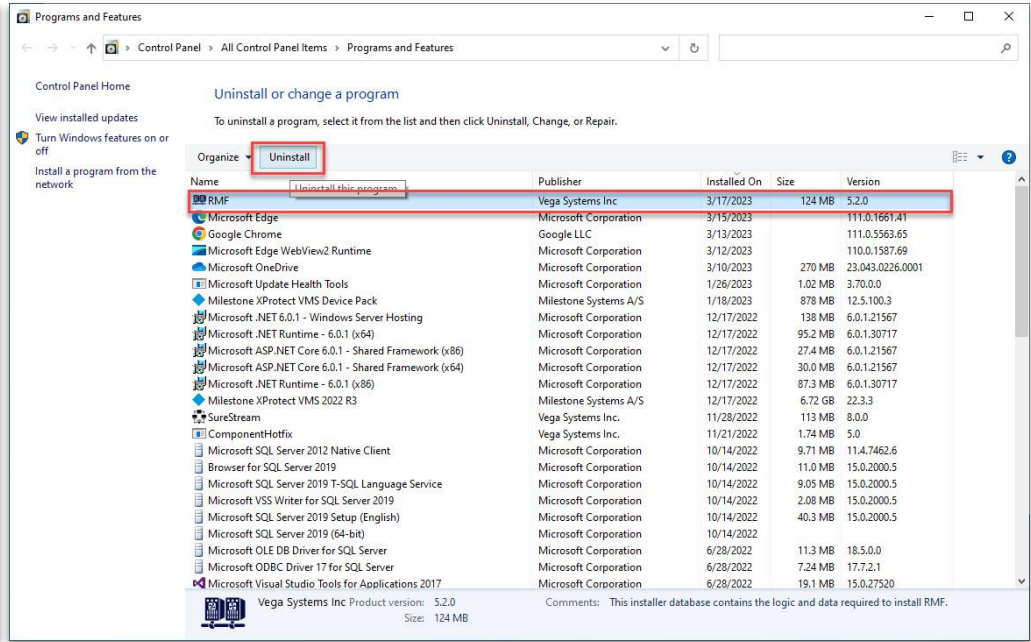 Programs and Features
Control Panel > All Control Panel Items > Programs and Features
Control Panel Home
View installed updates
Turn Windows features on or
off
Install a program from the
network
Uninstall or change a program
To uninstall a program, select it from the list and then click Uninstall, Change, or Repair.
Organize Uninstall
Name Publisher Installed On Size Version
Uninstall this program
RMF Vega Systems Inc 3/17/2023 124 MB 5.2.0
Microsoft Edge Microsoft Corporation 3/15/2023 111.0.1661.41
Google Chrome Google LLC 3/13/2023 111.0.5563.65
Microsoft Edge WebView2 Runtime Microsoft Corporation 3/12/2023 110.0.1587.69
Microsoft OneDrive Microsoft Corporation 3/10/2023 270 MB 23.043.0226.0001
Microsoft Update Health Tools Microsoft Corporation 1/26/2023 1.02 MB 3.70.0.0
Milestone XProtect VMS Device Pack Milestone Systems A/S 1/18/2023 878 MB 12.5.100.3
Microsoft .NET 6.0.1 - Windows Server Hosting Microsoft Corporation 12/17/2022 138 MB 6.0.1.21567
Microsoft .NET Runtime - 6.0.1 (x64) Microsoft Corporation 12/17/2022 95.2 MB 6.0.1.30717
Microsoft ASP.NET Core 6.0.1 - Shared Framework (x86) Microsoft Corporation 12/17/2022 27.4 MB 6.0.1.21567
Microsoft ASP.NET Core 6.0.1 - Shared Framework (x64) Microsoft Corporation 12/17/2022 30.0 MB 6.0.1.21567
Microsoft .NET Runtime - 6.0.1 (x86) Microsoft Corporation 12/17/2022 87.3 MB 6.0.1.30717
Milestone XProtect VMS 2022 R3 Milestone Systems A/S 12/17/2022 6.72 GB 22.3.3
SureStream Vega Systems Inc. 11/28/2022 113 MB 8.0.0
ComponentHotfix Vega Systems Inc. 11/21/2022 1.74 MB 5.0
Microsoft SQL Server 2012 Native Client Microsoft Corporation 10/14/2022 9.71 MB 11.4.7462.6
Browser for SQL Server 2019 Microsoft Corporation 10/14/2022 11.0 MB 15.0.2000.5
Microsoft SQL Server 2019 T-SQL Language Service Microsoft Corporation 10/14/2022 9.05 MB 15.0.2000.5
Microsoft VSS Writer for SQL Server 2019 Microsoft Corporation 10/14/2022 2.08 MB 15.0.2000.5
Microsoft SQL Server 2019 Setup (English) Microsoft Corporation 10/14/2022 40.3 MB 15.0.2000.5
Microsoft SQL Server 2019 (64-bit) Microsoft Corporation 10/14/2022
Microsoft OLE DB Driver for SQL Server Microsoft Corporation 6/28/2022 11.3 MB 18.5.0.0
Microsoft ODBC Driver 17 for SQL Server Microsoft Corporation 6/28/2022 7.24 MB 17.7.2.1
Microsoft Visual Studio Tools for Applications 2017 Microsoft Corporation 6/28/2022 19.1 MB 15.0.27520
Vega Systems Inc Product version: 5.2.0 Comments: This installer database contains the logic and data required to install RMF.
Size: 124 MB